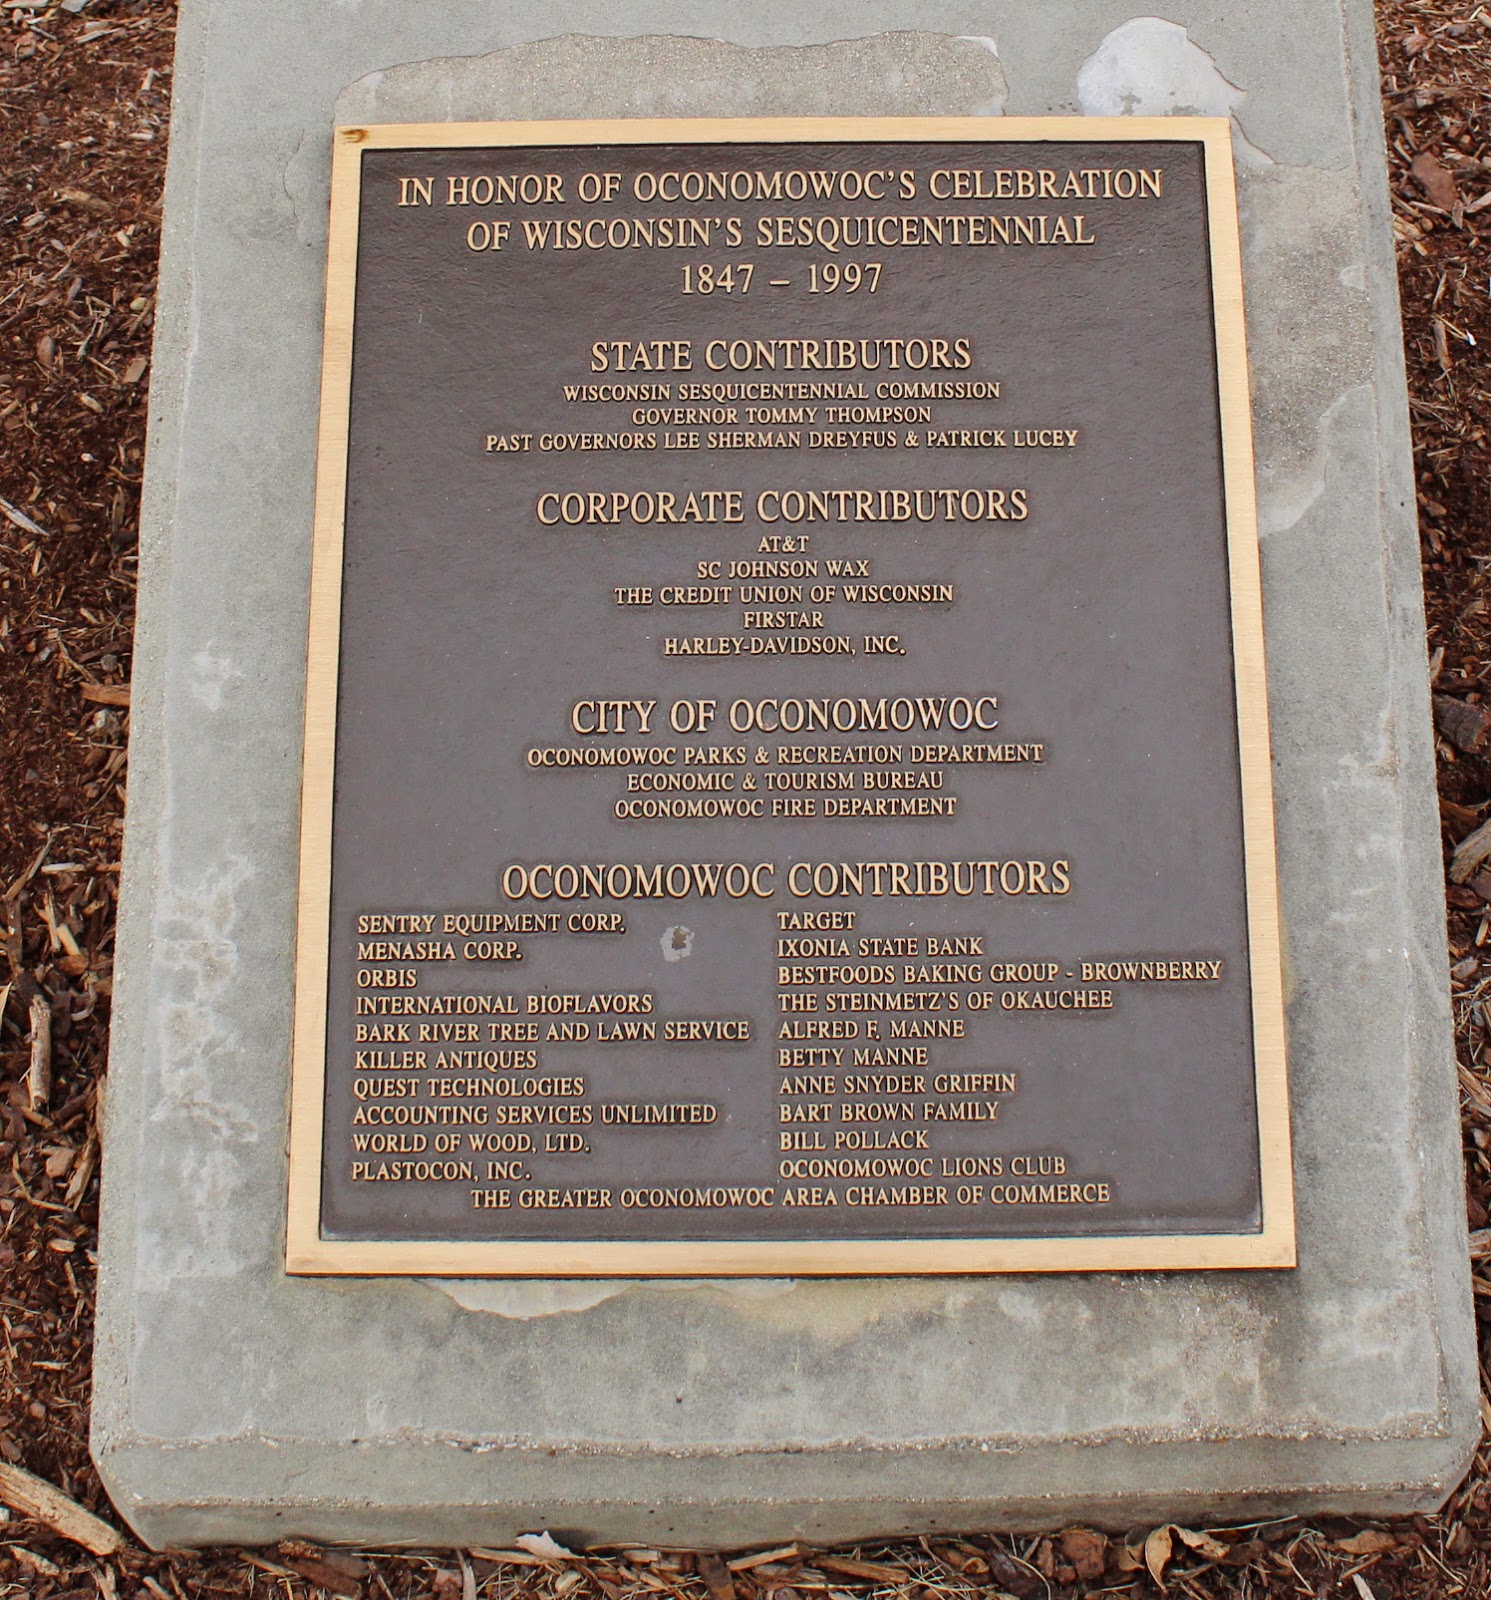 IN HONOR OF OCONOMOWOC'S CELEBRATION
OF WISCONSIN'S SESQUICENTENNIAL
1847 – 1997
STATE CONTRIBUTORS
WISCONSIN SESQUICENTENNIAL COMMISSION
GOVERNOR TOMMY THOMPSON
PAST GOVERNORS LEE SHERMAN DREYFUS & PATRICK LUCEY
CORPORATE CONTRIBUTORS
AT&T
SC JOHNSON WAX
THE CREDIT UNION OF WISCONSIN
FIRSTAR
HARLEY-DAVIDSON, INC.
CITY OF OCONOMOWOC
OCONOMOWOC PARKS & RECREATION DEPARTMENT
ECONOMIC & TOURISM BUREAU
OCONOMOWOC FIRE DEPARTMENT
OCONOMOWOC CONTRIBUTORS
SENTRY EQUIPMENT CORP.
MENASHA CORP.
ORBIS
INTERNATIONAL BIOFLAVORS
BARK RIVER TREE AND LAWN SERVICE
KILLER ANTIQUES
QUEST TECHNOLOGIES
ACCOUNTING SERVICES UNLIMITED
WORLD OF WOOD, LTD.
PLASTOCON, INC.
TARGET
IXONIA STATE BANK
BESTFOODS BAKING GROUP - BROWNBERRY
THE STEINMETZ'S OF OKAUCHEE
ALFRED F. MANNE
BETTY MANNE
ANNE SNYDER GRIFFIN
BART BROWN FAMILY
BILL POLLACK
OCONOMOWOC LIONS CLUB
THE GREATER OCONOMOWOC AREA CHAMBER OF COMMERCE